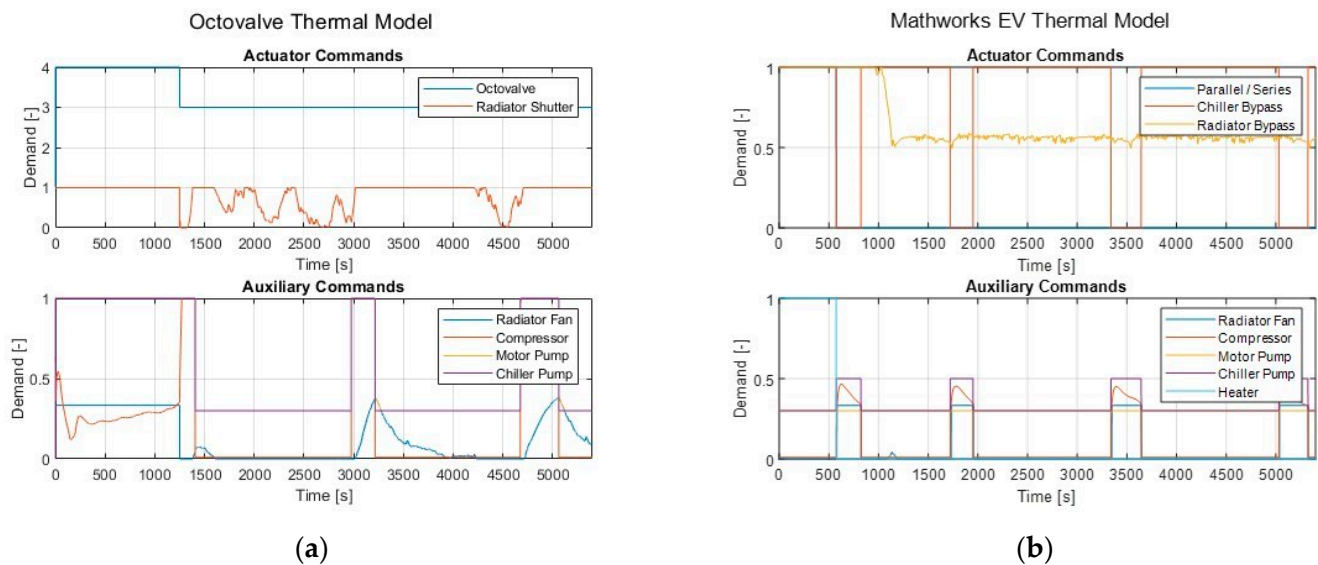 Octovalve Thermal Model
Actuator Commands
4
3
2
1
0
Demand [-]
Octovalve
Radiator Shutter
0 500 1000 1500 2000 2500 3000 3500 4000 4500 5000
Time [s]
Auxiliary Commands
1
0.5
0
Demand [-]
Radiator Fan
Compressor
Motor Pump
Chiller Pump
0 500 1000 1500 2000 2500 3000 3500 4000 4500 5000
Time [s]
(a)
Mathworks EV Thermal Model
Actuator Commands
1
0.5
0
Demand [-]
Parallel / Series
Chiller Bypass
Radiator Bypass
0 500 1000 1500 2000 2500 3000 3500 4000 4500 5000
Time [s]
Auxiliary Commands
1
0.5
0
Demand [-]
Radiator Fan
Compressor
Motor Pump
Chiller Pump
Heater
0 500 1000 1500 2000 2500 3000 3500 4000 4500 5000
Time [s]
(b)